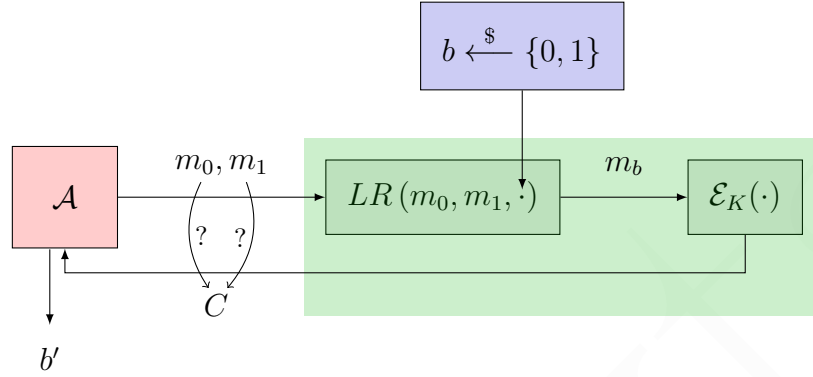 b ←$ {0, 1}
m₀, m₁
𝒜
LR (m₀, m₁, ·)
m_b
ℰ_K(·)
? ?
C
b′